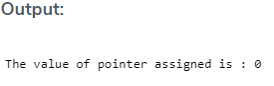 Output:
The value of pointer assigned is : 0